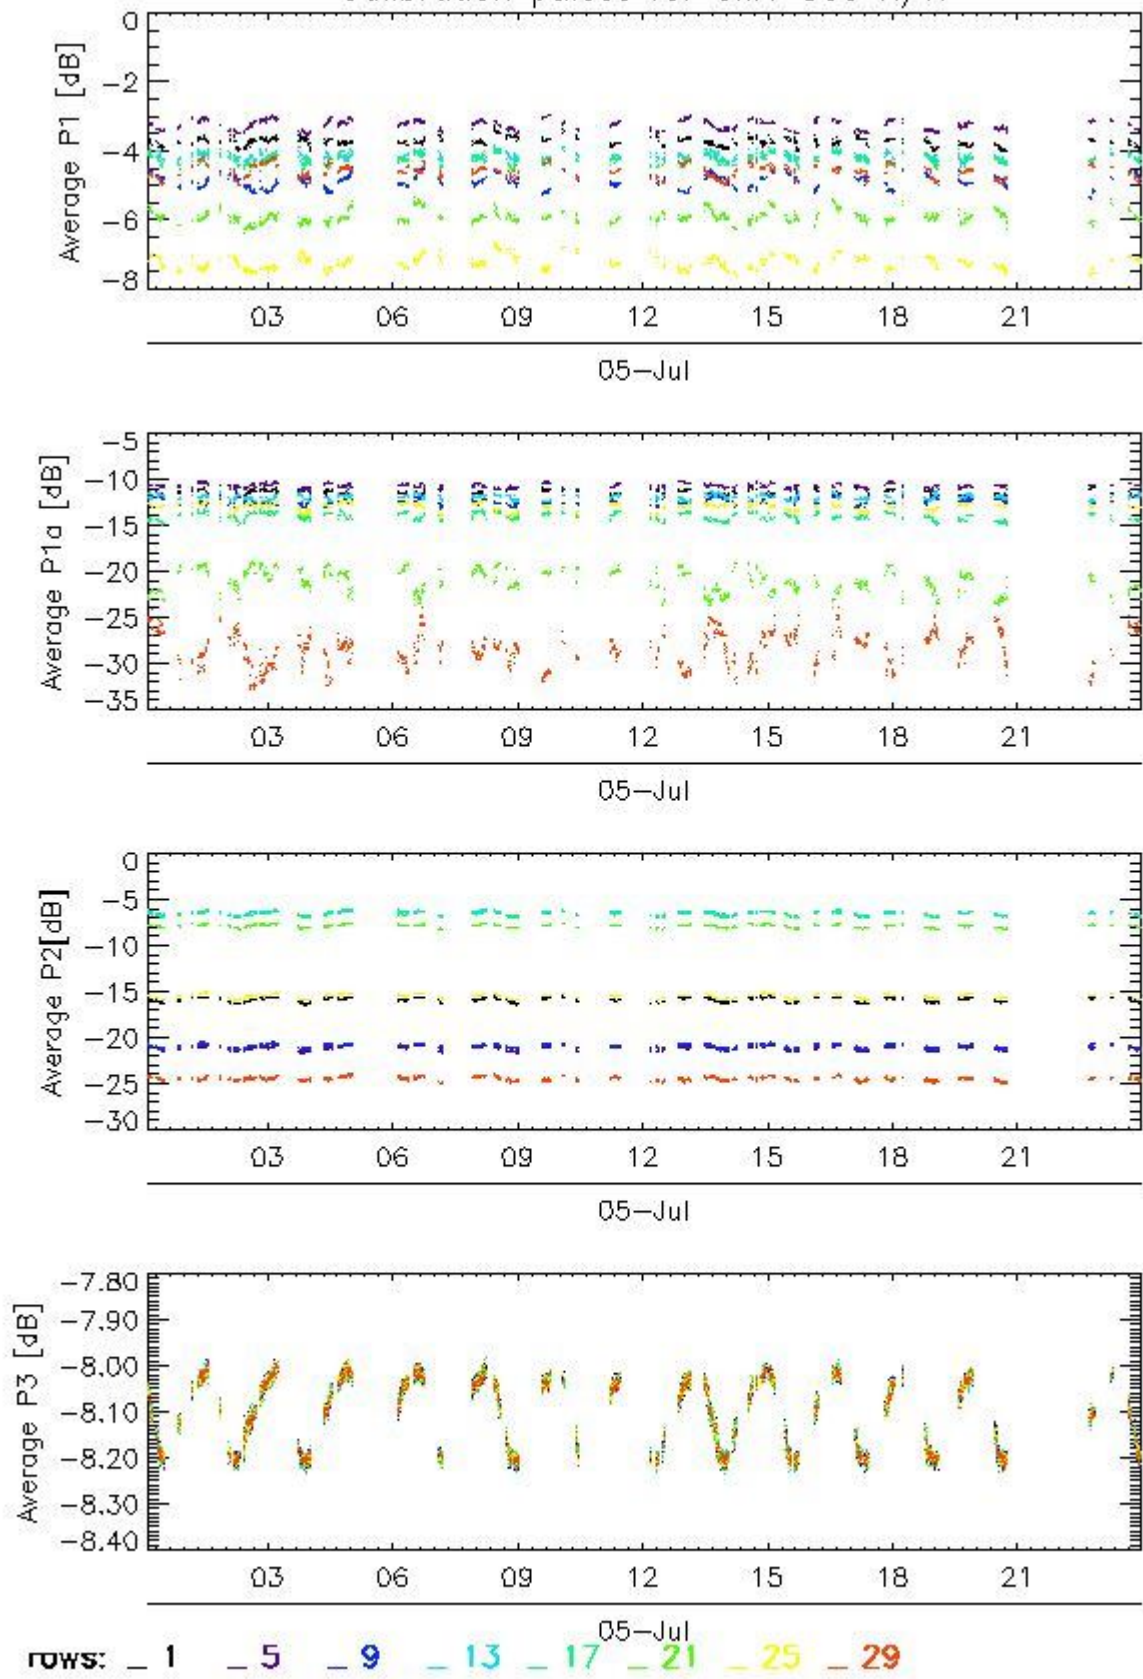 0
-2
-4
-6
-8
Average P1 [dB]
03 06 09 12 15 18 21
05-Jul
-5
-10
-15
-20
-25
-30
-35
Average P1a [dB]
03 06 09 12 15 18 21
05-Jul
0
-5
-10
-15
-20
-25
-30
Average P2[dB]
03 06 09 12 15 18 21
05-Jul
-7.80
-7.90
-8.00
-8.10
-8.20
-8.30
-8.40
Average P3 [dB]
03 06 09 12 15 18 21
05-Jul
rows: _ 1 _ 5 _ 9 _ 13 _ 17 _ 21 _ 25 _ 29